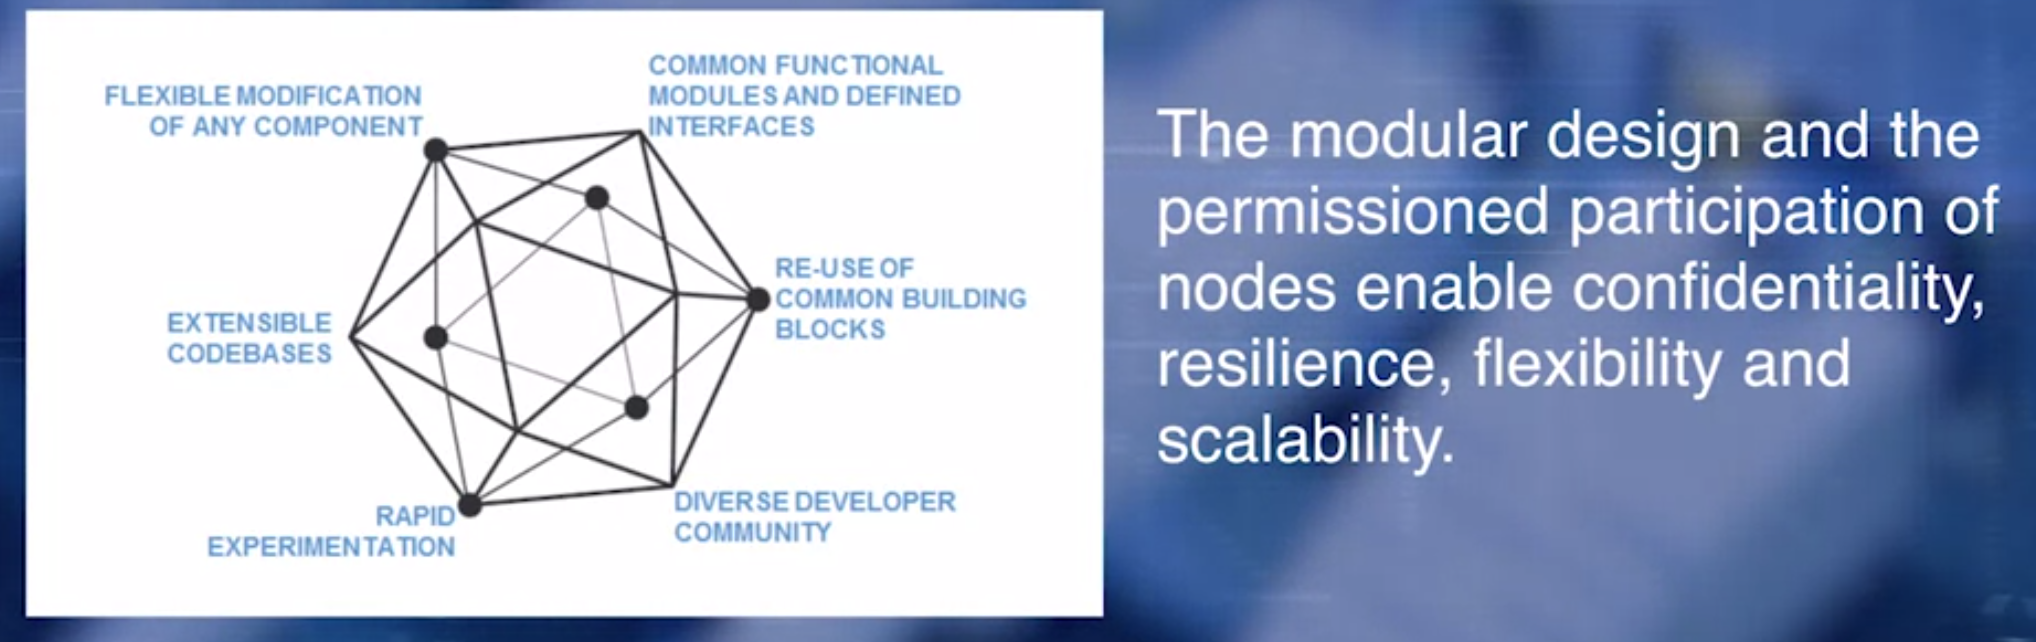 FLEXIBLE MODIFICATION
OF ANY COMPONENT
COMMON FUNCTIONAL
MODULES AND DEFINED
INTERFACES
EXTENSIBLE
CODEBASES
RE-USE OF
COMMON BUILDING
BLOCKS
RAPID
EXPERIMENTATION
DIVERSE DEVELOPER
COMMUNITY
The modular design and the
permissioned participation of
nodes enable confidentiality,
resilience, flexibility and
scalability.